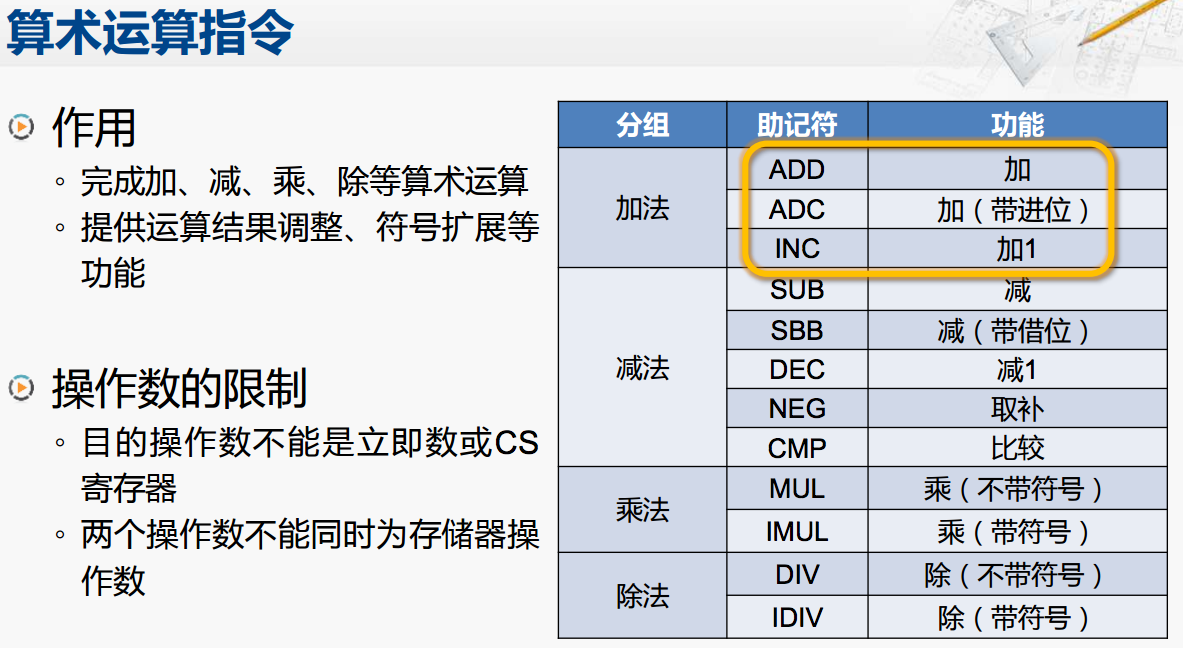 算术运算指令
作用
◦ 完成加、减、乘、除等算术运算
◦ 提供运算结果调整、符号扩展等
功能
操作数的限制
◦ 目的操作数不能是立即数或CS
寄存器
◦ 两个操作数不能同时为存储器操
作数
分组 助记符 功能
加法
ADD 加
ADC 加（带进位）
INC 加1
减法
SUB 减
SBB 减（带借位）
DEC 减1
NEG 取补
CMP 比较
乘法
MUL 乘（不带符号）
IMUL 乘（带符号）
除法
DIV 除（不带符号）
IDIV 除（带符号）